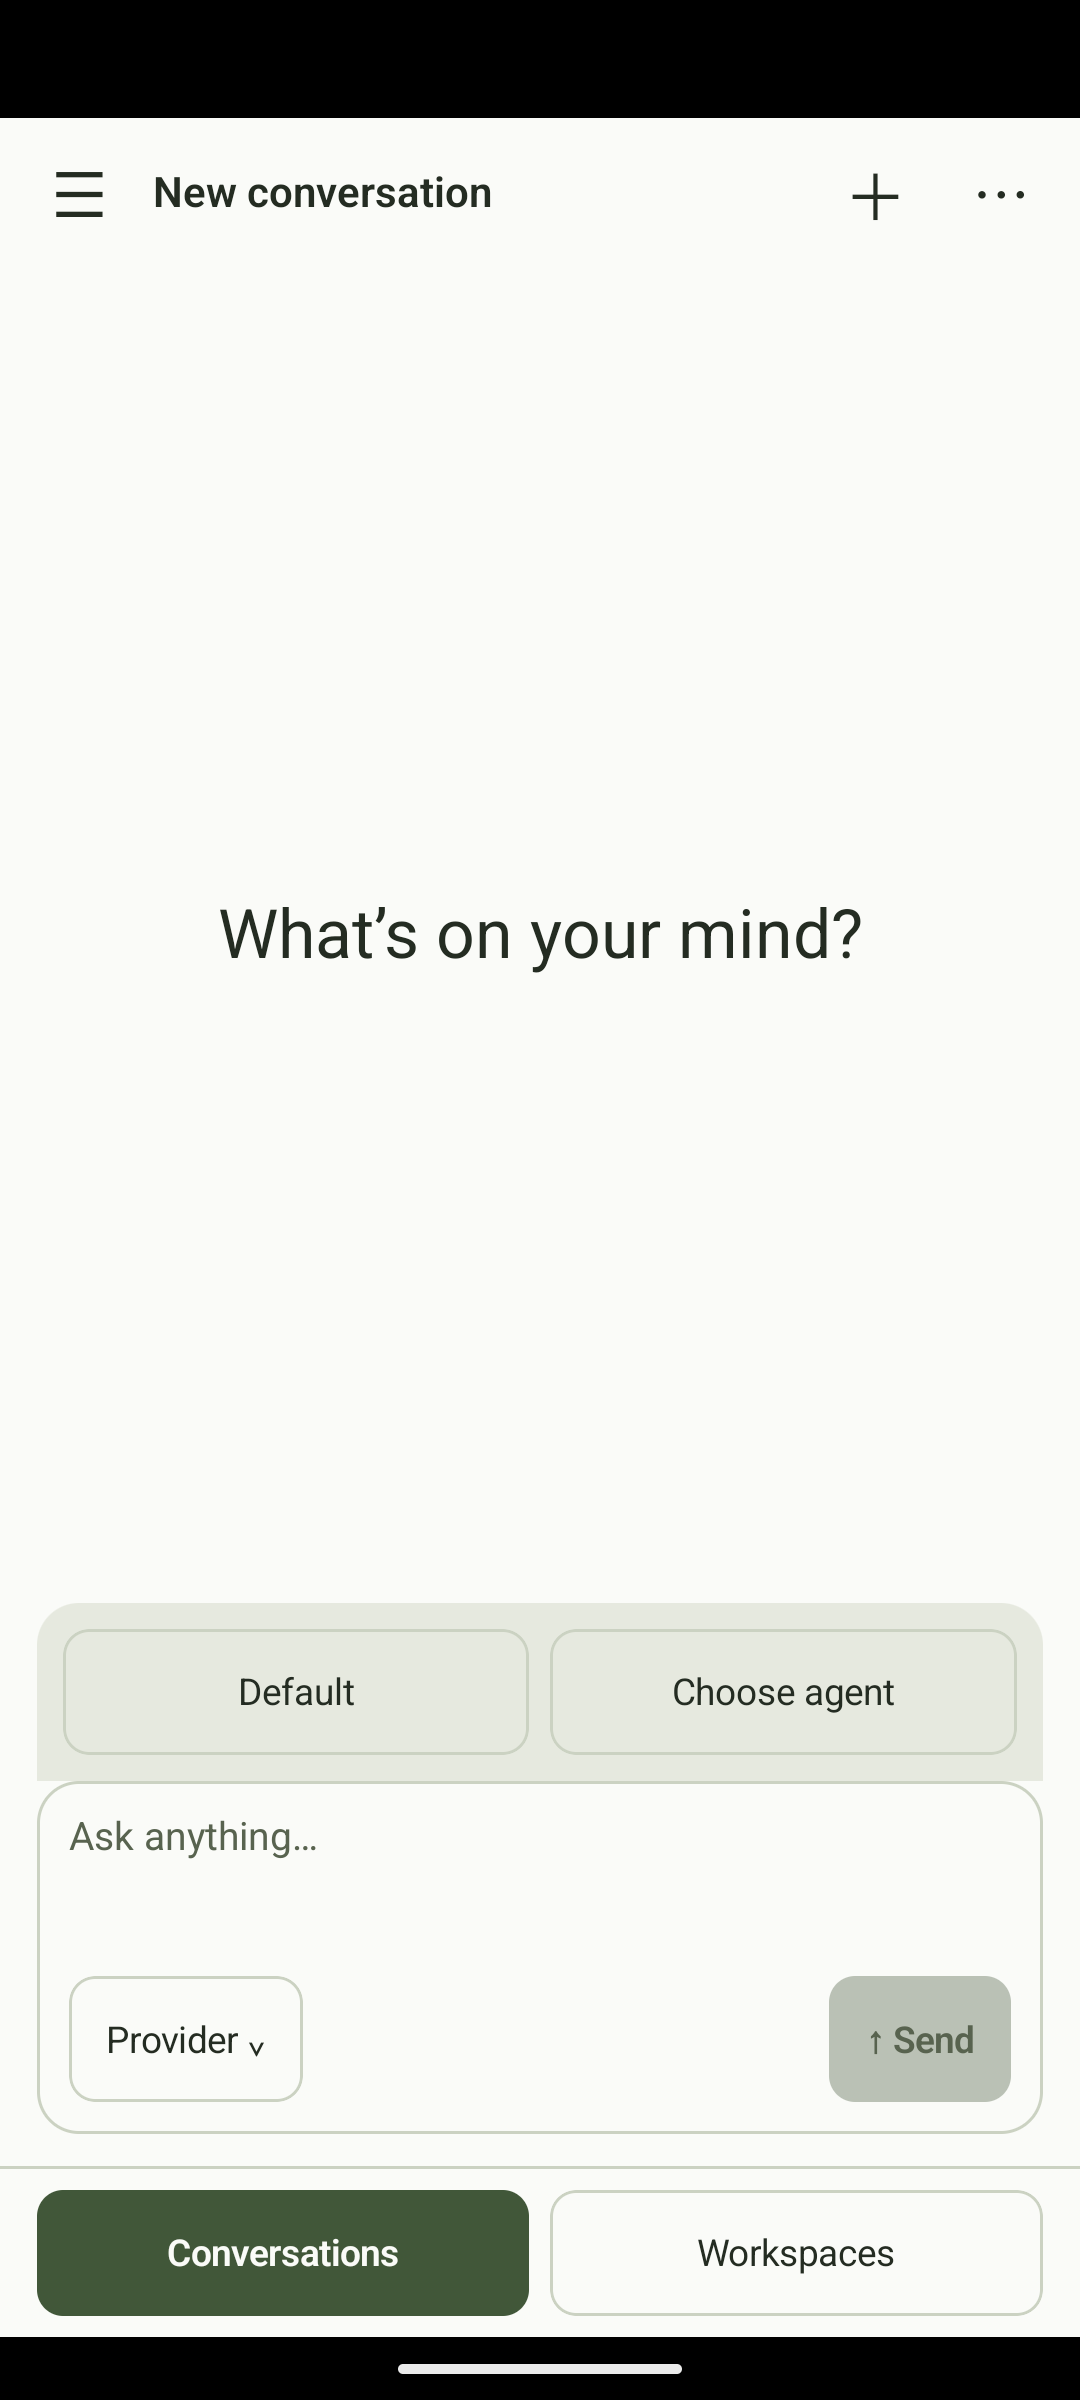 New conversation
What’s on your mind?
Default
Choose agent
Ask anything…
Provider
↑ Send
Conversations
Workspaces